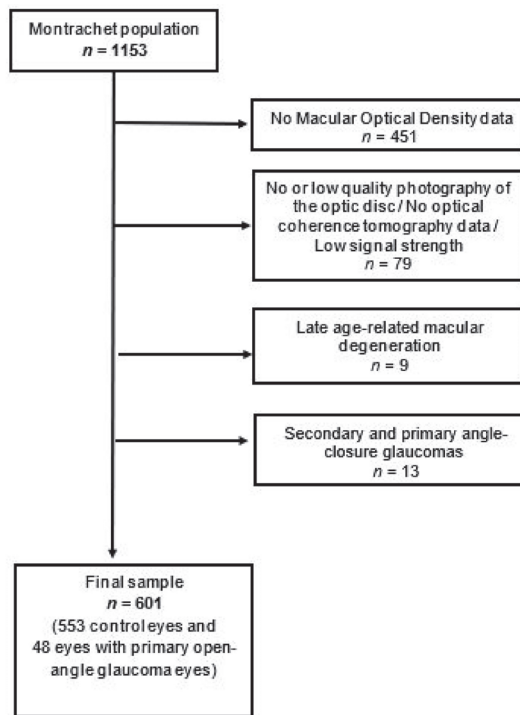 Montrachet population
n = 1153
No Macular Optical Density data
n = 451
No or low quality photography of
the optic disc / No optical
coherence tomography data /
Low signal strength
n = 79
Late age-related macular
degeneration
n = 9
Secondary and primary angle-
closure glaucomas
n = 13
Final sample
n = 601
(553 control eyes and
48 eyes with primary open-
angle glaucoma eyes)